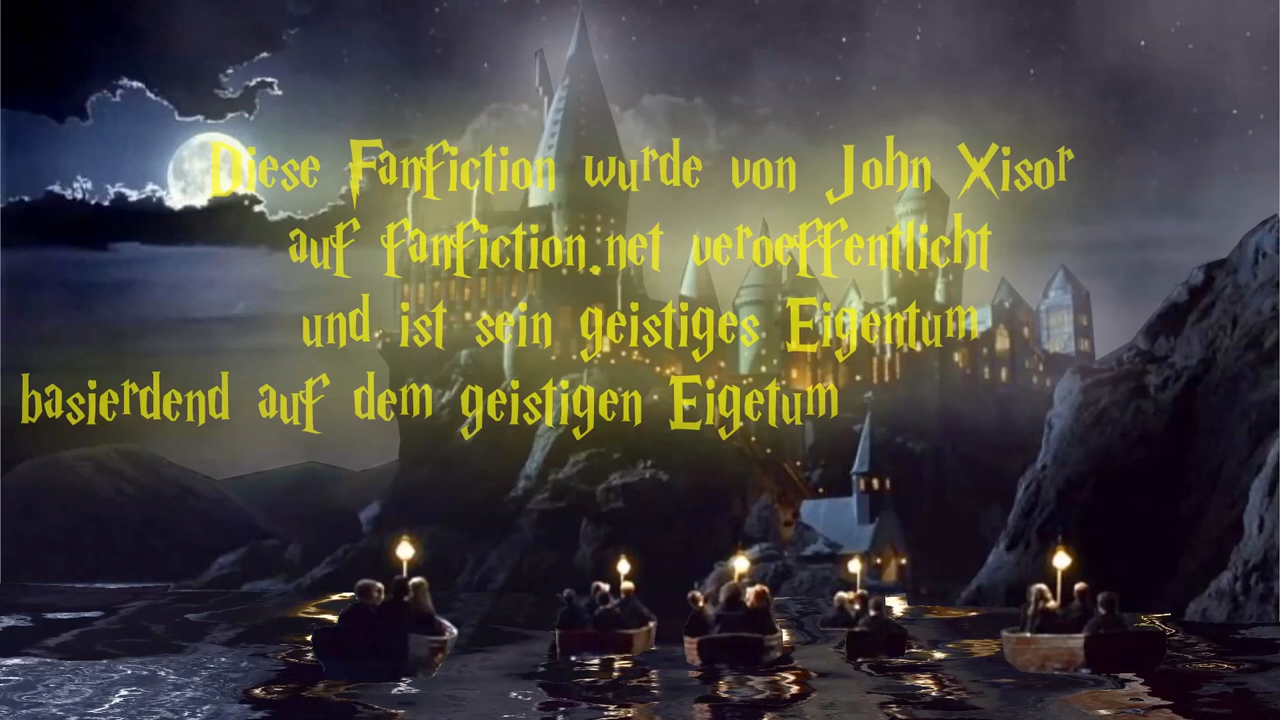 Diese Fanfiction wurde von John Xisor
auf fanfiction.net veroeffentlicht
und ist sein geistiges Eigentum
basierdend auf dem geistigen Eigetum